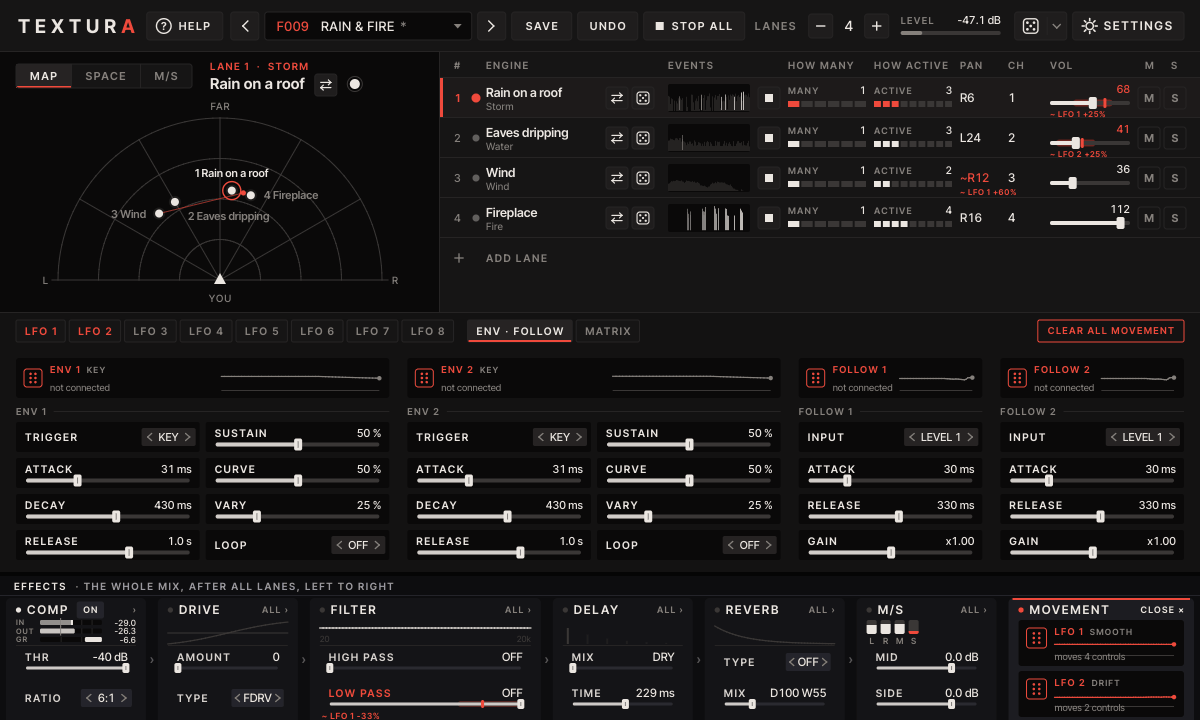 TEXTURA HELP F009 RAIN & FIRE * SAVE UNDO STOP ALL LANES 4 LEVEL -47.1 dB SETTINGS
MAP SPACE M/S
LANE 1 · STORM
Rain on a roof
FAR
1 Rain on a roof
4 Fireplace
3 Wind
2 Eaves dripping
L
R
YOU
# ENGINE EVENTS HOW MANY HOW ACTIVE PAN CH VOL M S
1 Rain on a roof MANY 1 ACTIVE 3 R6 1 68 M S
Storm
~ LFO 1 +25%
2 Eaves dripping MANY 1 ACTIVE 3 L24 2 41 M S
Water
~ LFO 2 +25%
3 Wind MANY 1 ACTIVE 2 ~R12 3 36 M S
Wind
~ LFO 1 +60%
4 Fireplace MANY 1 ACTIVE 4 R16 4 112 M S
Fire
+ ADD LANE
LFO 1 LFO 2 LFO 3 LFO 4 LFO 5 LFO 6 LFO 7 LFO 8 ENV · FOLLOW MATRIX CLEAR ALL MOVEMENT
ENV 1 KEY
not connected
ENV 2 KEY
not connected
FOLLOW 1
not connected
FOLLOW 2
not connected
ENV 1 ENV 2 FOLLOW 1 FOLLOW 2
TRIGGER < KEY > SUSTAIN 50 % TRIGGER < KEY > SUSTAIN 50 % INPUT < LEVEL 1 > INPUT < LEVEL 1 >
ATTACK 31 ms CURVE 50 % ATTACK 31 ms CURVE 50 % ATTACK 30 ms ATTACK 30 ms
DECAY 430 ms VARY 25 % DECAY 430 ms VARY 25 % RELEASE 330 ms RELEASE 330 ms
RELEASE 1.0 s LOOP < OFF > RELEASE 1.0 s LOOP < OFF > GAIN x1.00 GAIN x1.00
EFFECTS · THE WHOLE MIX, AFTER ALL LANES, LEFT TO RIGHT
COMP ON ›
IN -29.0
OUT -26.3
GR -6.6
THR -40 dB
RATIO < 6:1 >
DRIVE ALL ›
AMOUNT 0
TYPE < FDRV >
FILTER ALL ›
20 20k
HIGH PASS OFF
LOW PASS OFF
~ LFO 1 -33%
DELAY ALL ›
MIX DRY
TIME 229 ms
REVERB ALL ›
TYPE < OFF >
MIX D100 W55
M/S ALL ›
L R M S
MID 0.0 dB
SIDE 0.0 dB
MOVEMENT CLOSE ×
LFO 1 SMOOTH
moves 4 controls
LFO 2 DRIFT
moves 2 controls